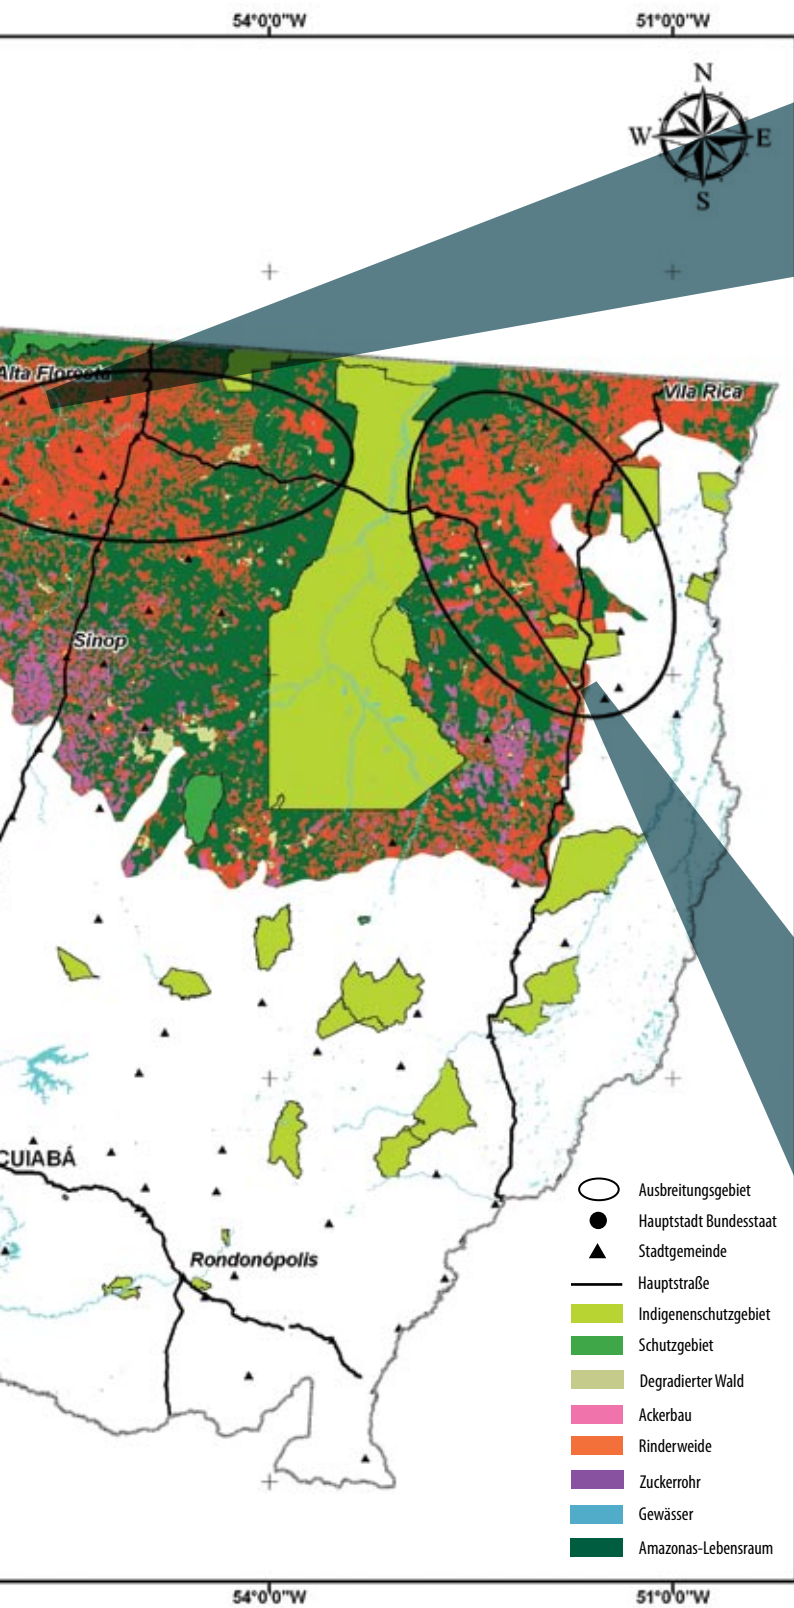 54°0'0"W
51°0'0"W
N
W
E
S
Alta Floresta
Vila Rica
Sinop
CUIABÁ
Rondonópolis
Ausbreitungsgebiet
Hauptstadt Bundesstaat
Stadtgemeinde
Hauptstraße
Indigenenschutzgebiet
Schutzgebiet
Degradierter Wald
Ackerbau
Rinderweide
Zuckerrohr
Gewässer
Amazonas-Lebensraum
54°0'0"W
51°0'0"W